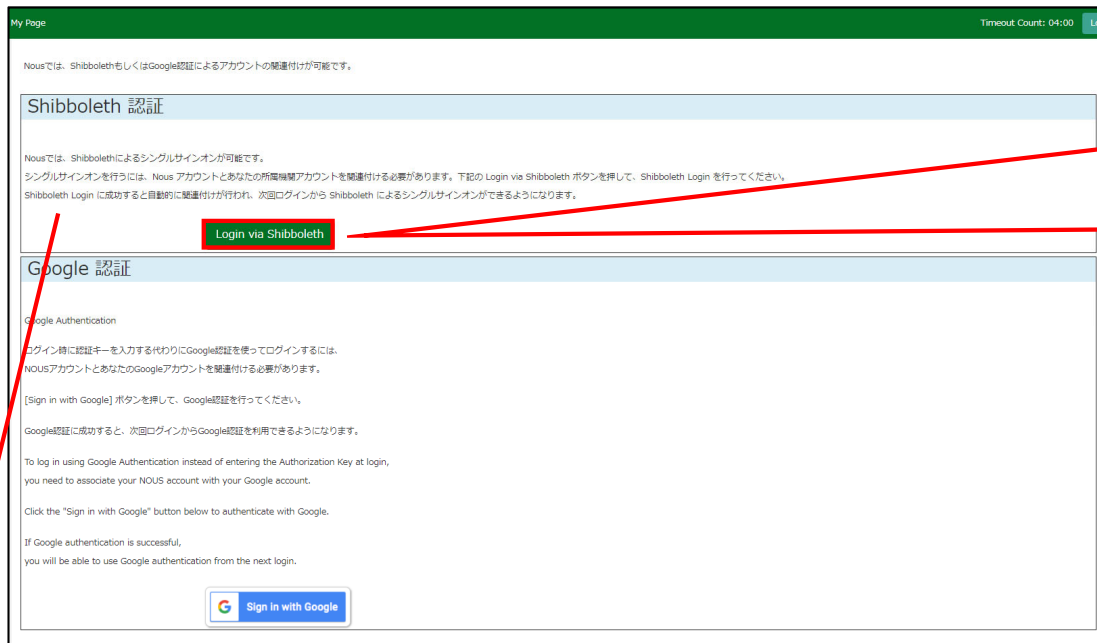 My Page
Timeout Count: 04:00
Nousでは、ShibbolethもしくはGoogle認証によるアカウントの関連付けが可能です。
Shibboleth 認証
Nousでは、Shibbolethによるシングルサインオンが可能です。
シングルサインオンを行うには、Nous アカウントとあなたの所属機関アカウントを関連付ける必要があります。下記の Login via Shibboleth ボタンを押して、Shibboleth Login を行ってください。
Shibboleth Login に成功すると自動的に関連付けが行われ、次回ログインから Shibboleth によるシングルサインオンができるようになります。
Login via Shibboleth
Google 認証
Google Authentication
ログイン時に認証キーを入力する代わりにGoogle認証を使ってログインするには、
NOUSアカウントとあなたのGoogleアカウントを関連付ける必要があります。
[Sign in with Google] ボタンを押して、Google認証を行ってください。
Google認証に成功すると、次回ログインからGoogle認証を利用できるようになります。
To log in using Google Authentication instead of entering the Authorization Key at login,
you need to associate your NOUS account with your Google account.
Click the "Sign in with Google" button below to authenticate with Google.
If Google authentication is successful,
you will be able to use Google authentication from the next login.
Sign in with Google